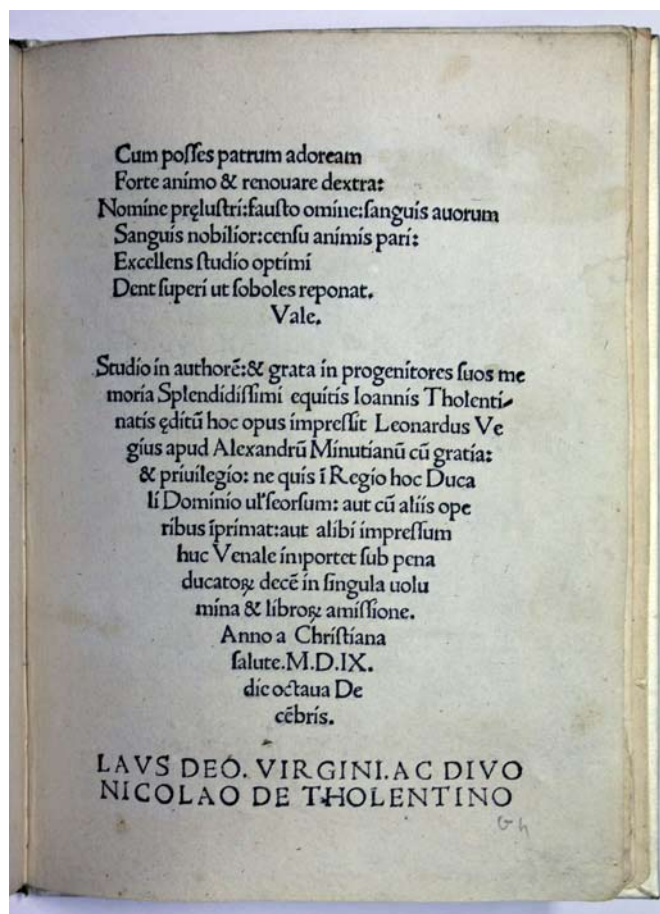 Cum poſſes patrum adoream
Forte animo & renouare dextra:
Nomine pręluſtri:fauſto omine:ſanguis auorum
Sanguis nobilior:cenſu animis pari:
Excellens ſtudio optimi
Dent ſuperi ut ſoboles reponat.
Vale.
Studio in authorē:& grata in progenitores ſuos me
moria Splendidiſſimi equitis Ioannis Tholenti-
natis ęditū hoc opus impreſſit Leonardus Ve
gius apud Alexandrū Minutianū cū gratia:
& priuilegio: ne quis ī Regio hoc Duca
li Dominio ul'ſeorſum: aut cū aliis ope
ribus īprimat:aut alibi impreſſum
huc Venale importet ſub pena
ducatoꝝ decē in ſingula uolu
mina & libroꝝ amiſſione.
Anno a Chriſtiana
ſalute.M.D.IX.
die octaua De
cēbris.
LAVS DEO. VIRGINI.AC DIVO
NICOLAO DE THOLENTINO